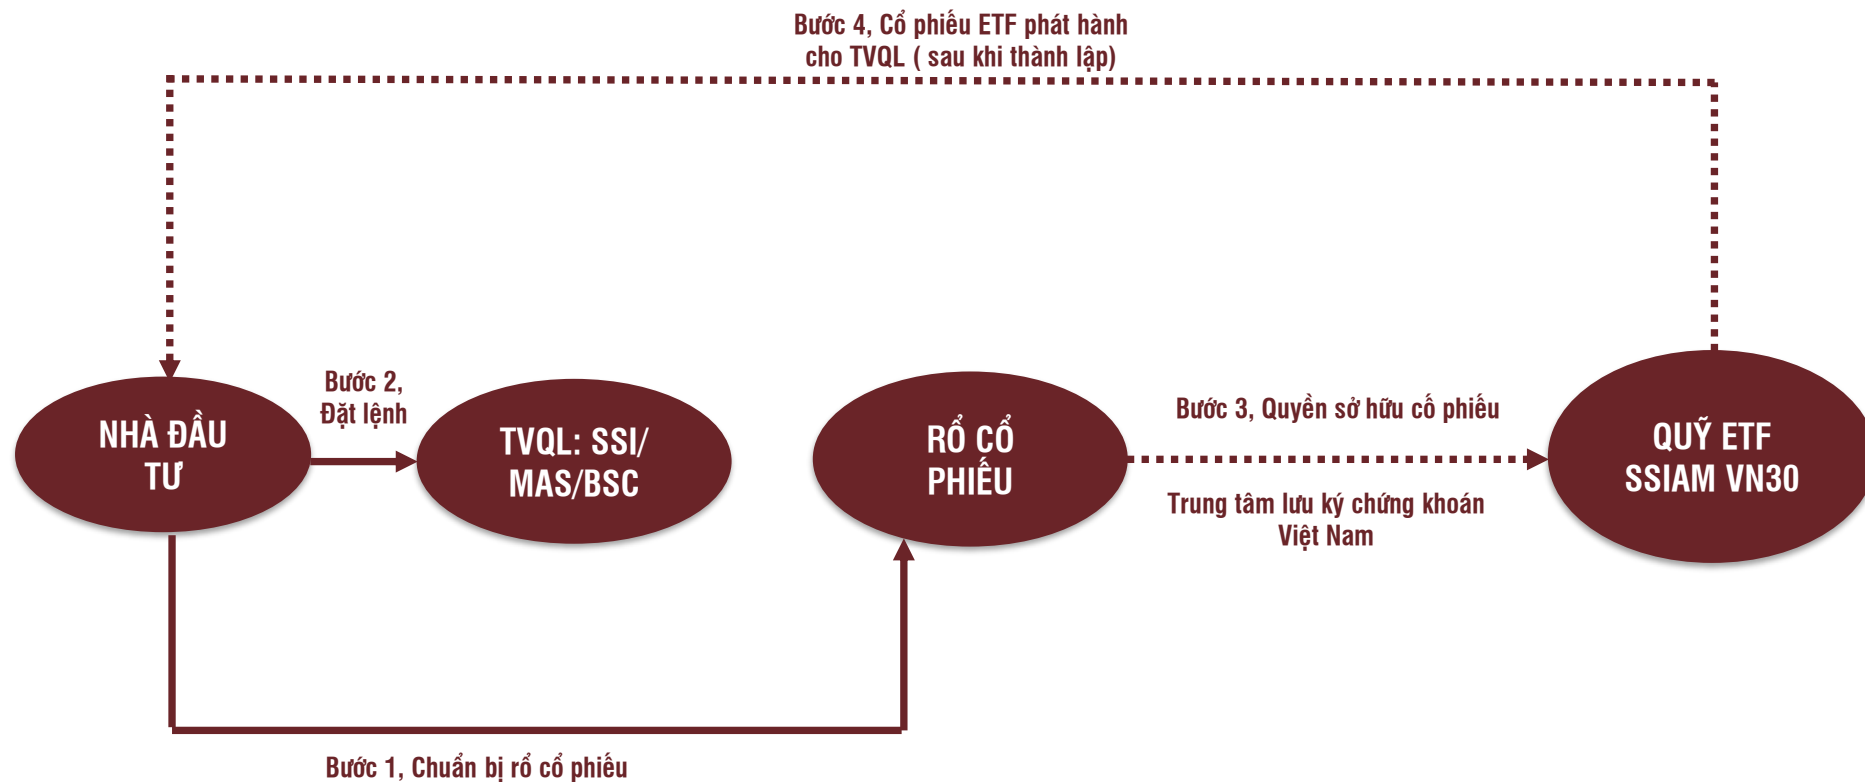 Bước 4, Cổ phiếu ETF phát hành
cho TVQL ( sau khi thành lập)
Bước 2,
Đặt lệnh
NHÀ ĐẦU
TƯ
TVQL: SSI/
MAS/BSC
RỔ CỔ
PHIẾU
Bước 3, Quyền sở hữu cổ phiếu
Trung tâm lưu ký chứng khoán
Việt Nam
QUỸ ETF
SSIAM VN30
Bước 1, Chuẩn bị rổ cổ phiếu